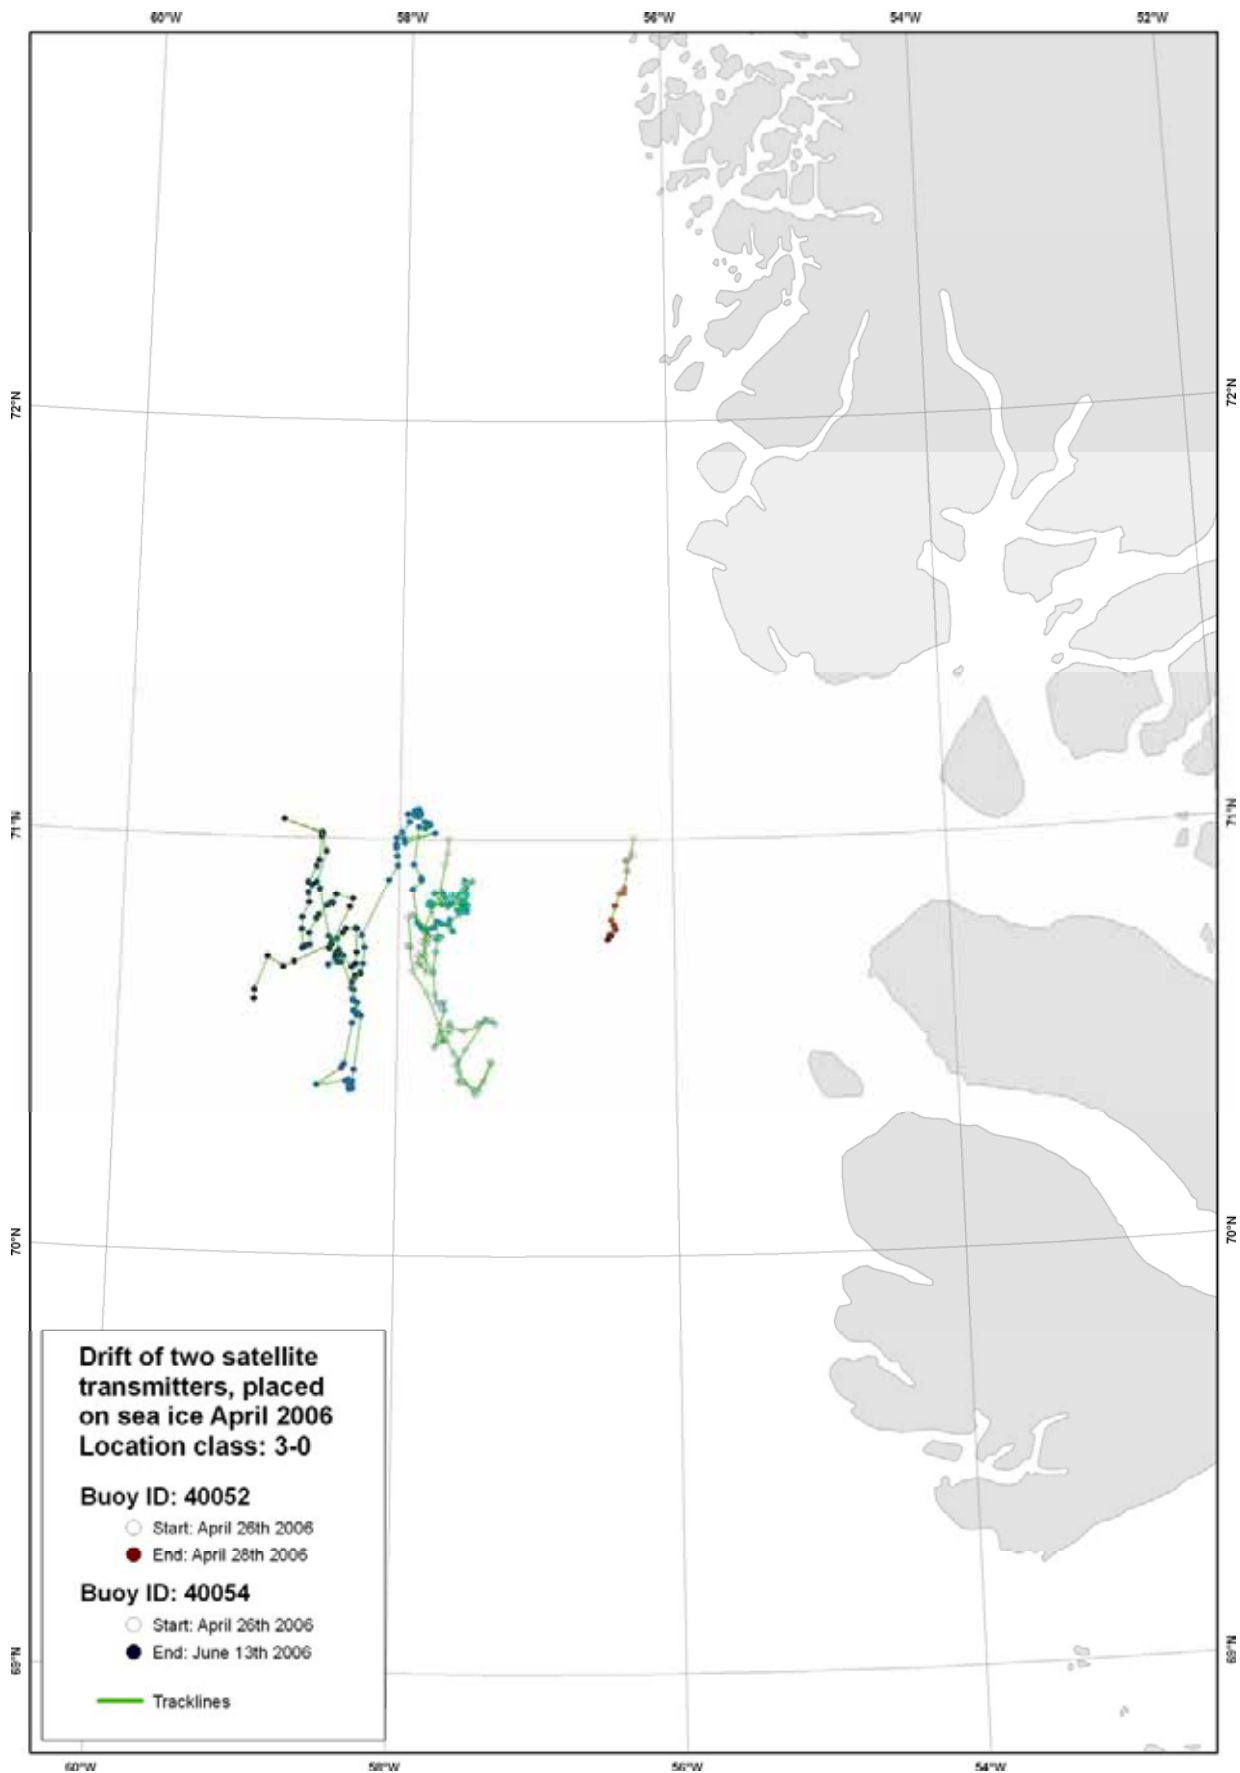 60°W 58°W 56°W 54°W 52°W
72°N 72°N
71°N 71°N
70°N 70°N
69°N 69°N
Drift of two satellite
transmitters, placed
on sea ice April 2006
Location class: 3-0
Buoy ID: 40052
Start: April 26th 2006
End: April 28th 2006
Buoy ID: 40054
Start: April 26th 2006
End: June 13th 2006
Tracklines
60°W 58°W 56°W 54°W